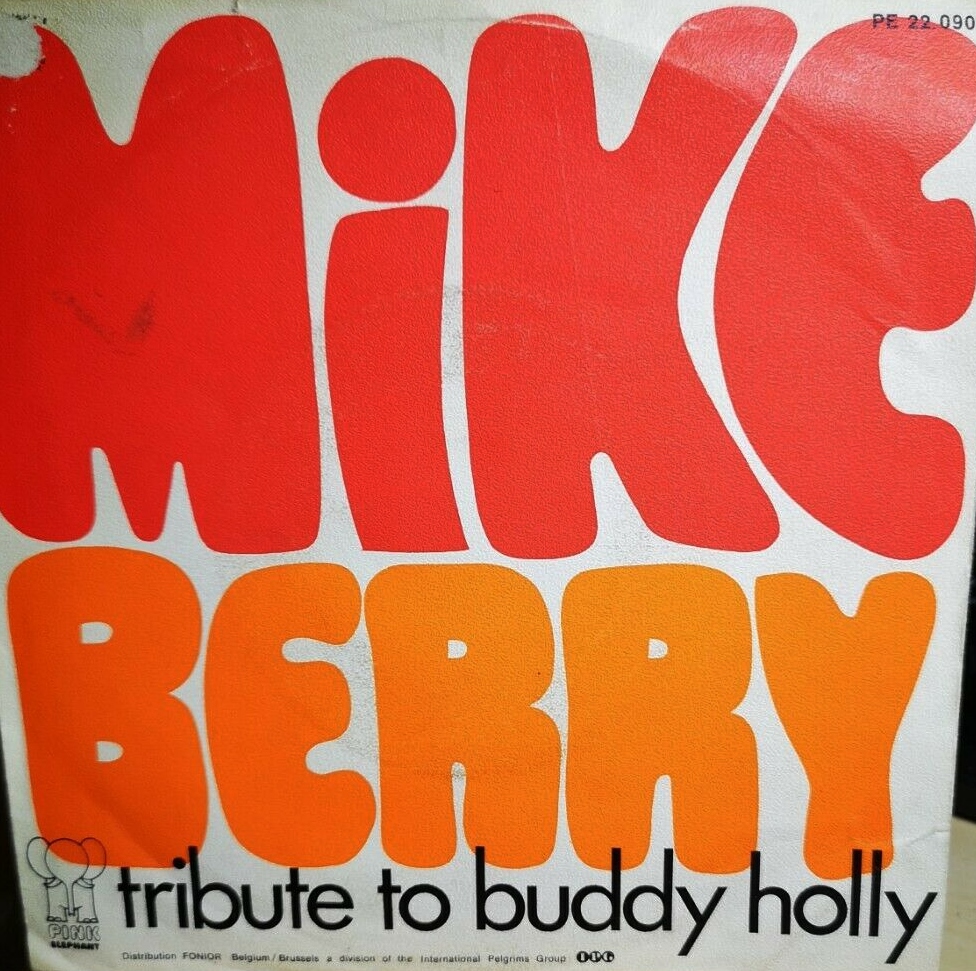 PE 22.090
MiKE
BERRY
tribute to buddy holly
PINK
ELEPHANT
Distribution FONIOR Belgium/Brussels a division of the International Pelgrims Group